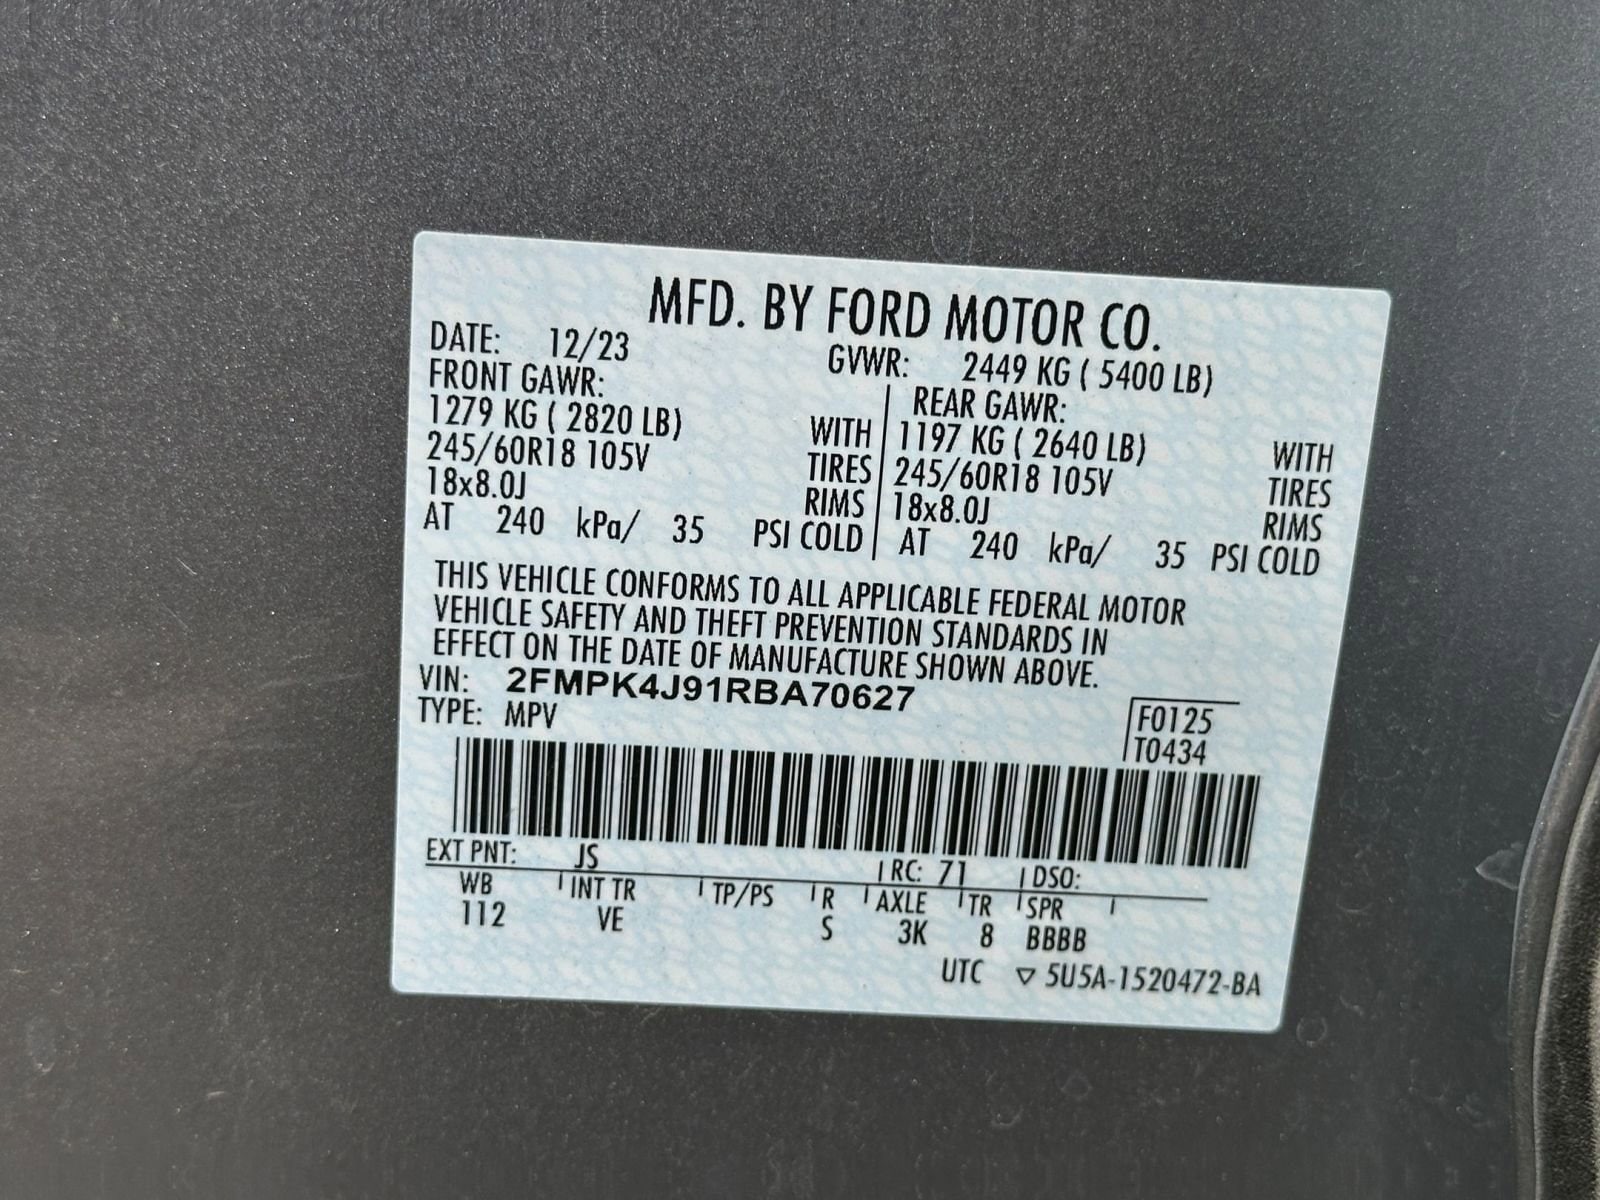 MFD. BY FORD MOTOR CO.
DATE: 12/23 GVWR: 2449 KG ( 5400 LB)
FRONT GAWR: REAR GAWR:
1279 KG ( 2820 LB) WITH 1197 KG ( 2640 LB) WITH
245/60R18 105V TIRES 245/60R18 105V TIRES
18x8.0J RIMS 18x8.0J RIMS
AT 240 kPa/ 35 PSI COLD AT 240 kPa/ 35 PSI COLD
THIS VEHICLE CONFORMS TO ALL APPLICABLE FEDERAL MOTOR
VEHICLE SAFETY AND THEFT PREVENTION STANDARDS IN
EFFECT ON THE DATE OF MANUFACTURE SHOWN ABOVE.
VIN: 2FMPK4J91RBA70627
TYPE: MPV F0125
T0434
EXT PNT: JS RC: 71 DSO:
WB INT TR TP/PS R AXLE TR SPR
112 VE S 3K 8 BBBB
UTC ▽ 5U5A-1520472-BA